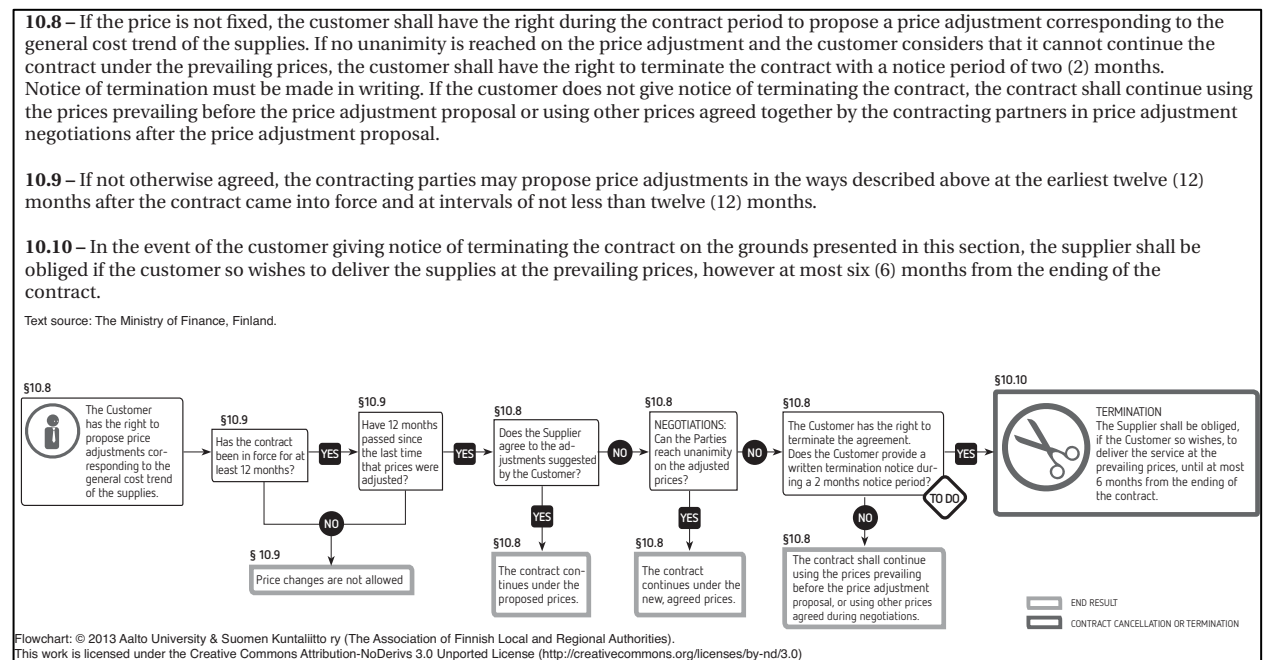 10.8 – If the price is not fixed, the customer shall have the right during the contract period to propose a price adjustment corresponding to the
general cost trend of the supplies. If no unanimity is reached on the price adjustment and the customer considers that it cannot continue the
contract under the prevailing prices, the customer shall have the right to terminate the contract with a notice period of two (2) months.
Notice of termination must be made in writing. If the customer does not give notice of terminating the contract, the contract shall continue using
the prices prevailing before the price adjustment proposal or using other prices agreed together by the contracting partners in price adjustment
negotiations after the price adjustment proposal.
10.9 – If not otherwise agreed, the contracting parties may propose price adjustments in the ways described above at the earliest twelve (12)
months after the contract came into force and at intervals of not less than twelve (12) months.
10.10 – In the event of the customer giving notice of terminating the contract on the grounds presented in this section, the supplier shall be
obliged if the customer so wishes to deliver the supplies at the prevailing prices, however at most six (6) months from the ending of the
contract.
Text source: The Ministry of Finance, Finland.
§10.8
The Customer
has the right to
propose price
adjustments cor-
responding to the
general cost trend
of the supplies.
§10.9
Has the contract
been in force for at
least 12 months?
YES
§10.9
Have 12 months
passed since
the last time
that prices were
adjusted?
YES
NO
§ 10.9
Price changes are not allowed
§10.8
Does the Supplier
agree to the ad-
justments suggested
by the Customer?
NO
YES
§10.8
The contract con-
tinues under the
proposed prices.
§10.8
NEGOTIATIONS:
Can the Parties
reach unanimity
on the adjusted
prices?
NO
YES
§10.8
The contract
continues under the
new, agreed prices.
§10.8
The Customer has the right to
terminate the agreement.
Does the Customer provide a
written termination notice dur-
ing a 2 months notice period?
TO DO
YES
NO
§10.8
The contract shall continue
using the prices prevailing
before the price adjustment
proposal, or using other prices
agreed during negotiations.
§10.10
TERMINATION
The Supplier shall be obliged,
if the Customer so wishes, to
deliver the service at the
prevailing prices, until at most
6 months from the ending of
the contract.
END RESULT
CONTRACT CANCELLATION OR TERMINATION
Flowchart: © 2013 Aalto University & Suomen Kuntaliitto ry (The Association of Finnish Local and Regional Authorities).
This work is licensed under the Creative Commons Attribution-NoDerivs 3.0 Unported License (http://creativecommons.org/licenses/by-nd/3.0)